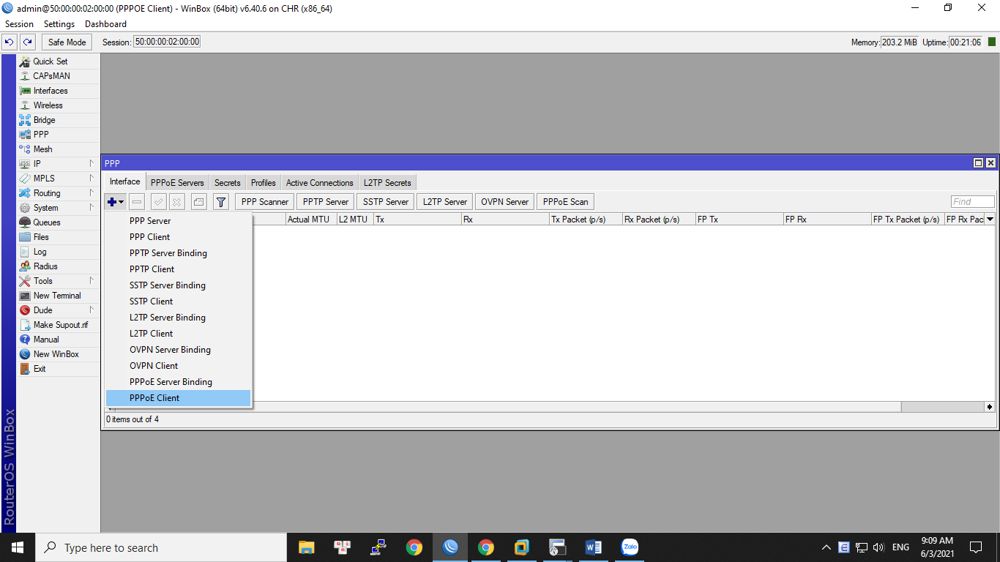 admin@50:00:00:02:00:00 (PPPOE Client) - WinBox (64bit) v6.40.6 on CHR (x86_64)
Session Settings Dashboard
Safe Mode Session: 50:00:00:02:00:00 Memory: 203.2 MiB Uptime: 00:21:06
Quick Set
CAPsMAN
Interfaces
Wireless
Bridge
PPP
Mesh
IP
MPLS
Routing
System
Queues
Files
Log
Radius
Tools
New Terminal
Dude
Make Supout.rif
Manual
New WinBox
Exit
RouterOS WinBox
PPP
Interface PPPoE Servers Secrets Profiles Active Connections L2TP Secrets
PPP Scanner PPTP Server SSTP Server L2TP Server OVPN Server PPPoE Scan Find
Actual MTU L2 MTU Tx Rx Tx Packet (p/s) Rx Packet (p/s) FP Tx FP Rx FP Tx Packet (p/s) FP Rx Pac
PPP Server
PPP Client
PPTP Server Binding
PPTP Client
SSTP Server Binding
SSTP Client
L2TP Server Binding
L2TP Client
OVPN Server Binding
OVPN Client
PPPoE Server Binding
PPPoE Client
0 items out of 4
Type here to search
Zalo
ENG
9:09 AM
6/3/2021